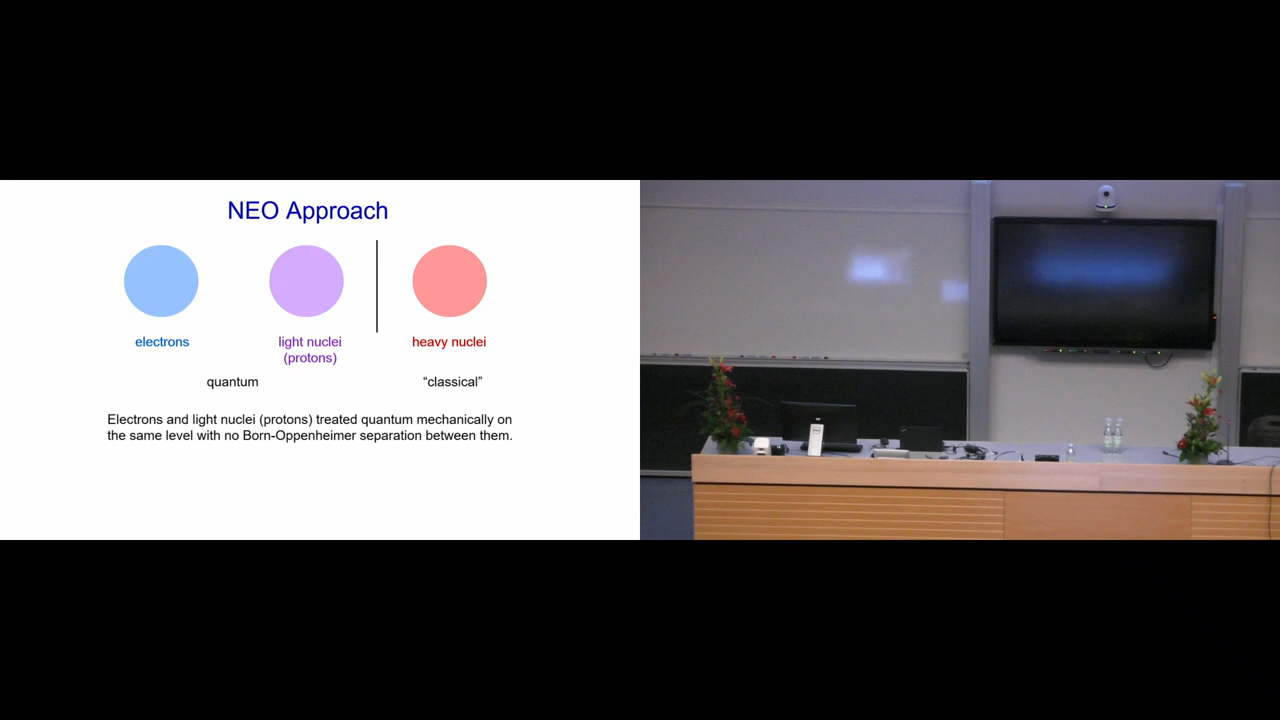 NEO Approach
electrons
light nuclei
(protons)
heavy nuclei
quantum
“classical”
Electrons and light nuclei (protons) treated quantum mechanically on
the same level with no Born-Oppenheimer separation between them.